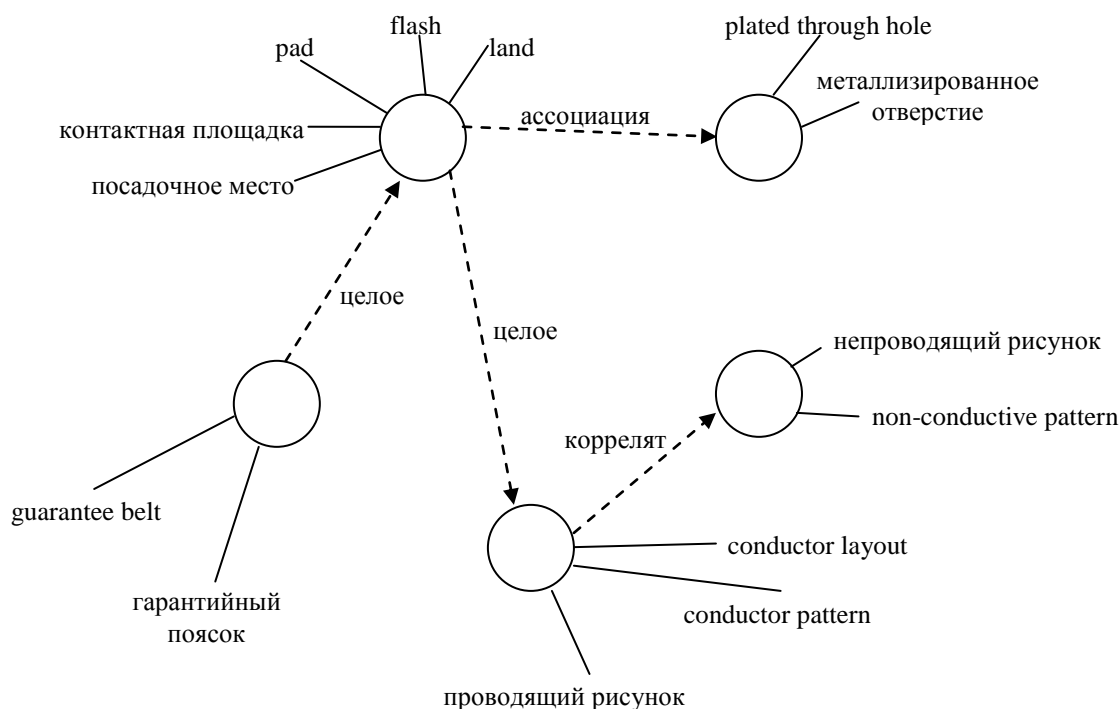 flash
plated through hole
pad
land
металлизированное
отверстие
ассоциация
контактная площадка
посадочное место
целое
целое
непроводящий рисунок
non-conductive pattern
коррелят
guarantee belt
conductor layout
гарантийный
поясок
conductor pattern
проводящий рисунок